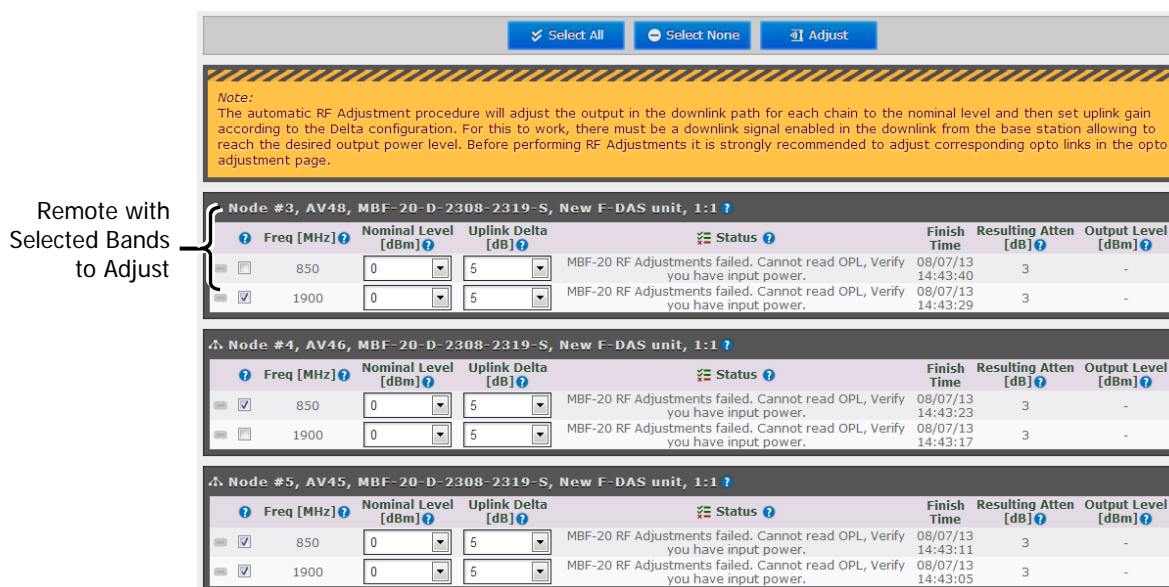 Select All Select None Adjust
Note:
The automatic RF Adjustment procedure will adjust the output in the downlink path for each chain to the nominal level and then set uplink gain
according to the Delta configuration. For this to work, there must be a downlink signal enabled in the downlink from the base station allowing to
reach the desired output power level. Before performing RF Adjustments it is strongly recommended to adjust corresponding opto links in the opto
adjustment page.
Remote with
Selected Bands
to Adjust
Node #3, AV48, MBF-20-D-2308-2319-S, New F-DAS unit, 1:1 ?
? Freq [MHz] ? Nominal Level [dBm] ? Uplink Delta [dB] ? Status ? Finish Time Resulting Atten [dB] ? Output Level [dBm] ?
850 0 5 MBF-20 RF Adjustments failed. Cannot read OPL, Verify you have input power. 08/07/13 14:43:40 3 -
1900 0 5 MBF-20 RF Adjustments failed. Cannot read OPL, Verify you have input power. 08/07/13 14:43:29 3 -
Node #4, AV46, MBF-20-D-2308-2319-S, New F-DAS unit, 1:1 ?
? Freq [MHz] ? Nominal Level [dBm] ? Uplink Delta [dB] ? Status ? Finish Time Resulting Atten [dB] ? Output Level [dBm] ?
850 0 5 MBF-20 RF Adjustments failed. Cannot read OPL, Verify you have input power. 08/07/13 14:43:23 3 -
1900 0 5 MBF-20 RF Adjustments failed. Cannot read OPL, Verify you have input power. 08/07/13 14:43:17 3 -
Node #5, AV45, MBF-20-D-2308-2319-S, New F-DAS unit, 1:1 ?
? Freq [MHz] ? Nominal Level [dBm] ? Uplink Delta [dB] ? Status ? Finish Time Resulting Atten [dB] ? Output Level [dBm] ?
850 0 5 MBF-20 RF Adjustments failed. Cannot read OPL, Verify you have input power. 08/07/13 14:43:11 3 -
1900 0 5 MBF-20 RF Adjustments failed. Cannot read OPL, Verify you have input power. 08/07/13 14:43:05 3 -